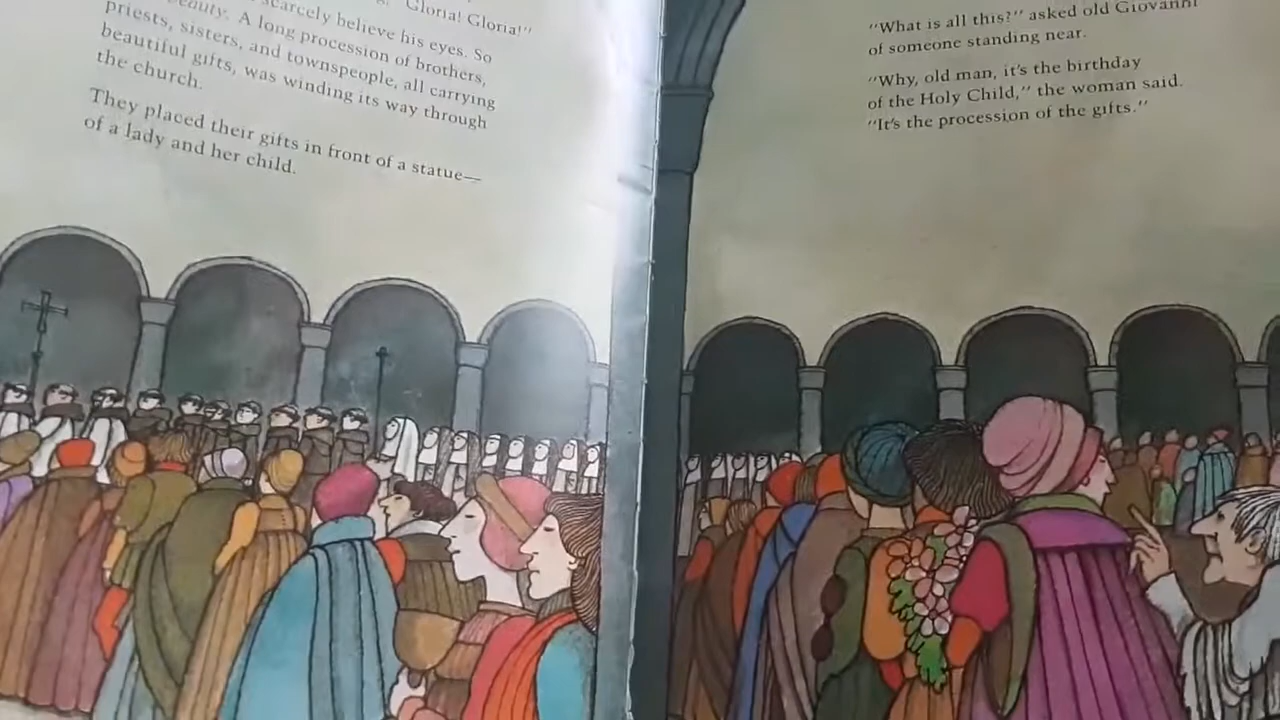 Gloria! Gloria!"
scarcely believe his eyes. So
beauty. A long procession of brothers,
priests, sisters, and townspeople, all carrying
beautiful gifts, was winding its way through
the church.
They placed their gifts in front of a statue—
of a lady and her child.
"What is all this?" asked old Giovanni
of someone standing near.
"Why, old man, it's the birthday
of the Holy Child," the woman said.
"It's the procession of the gifts."